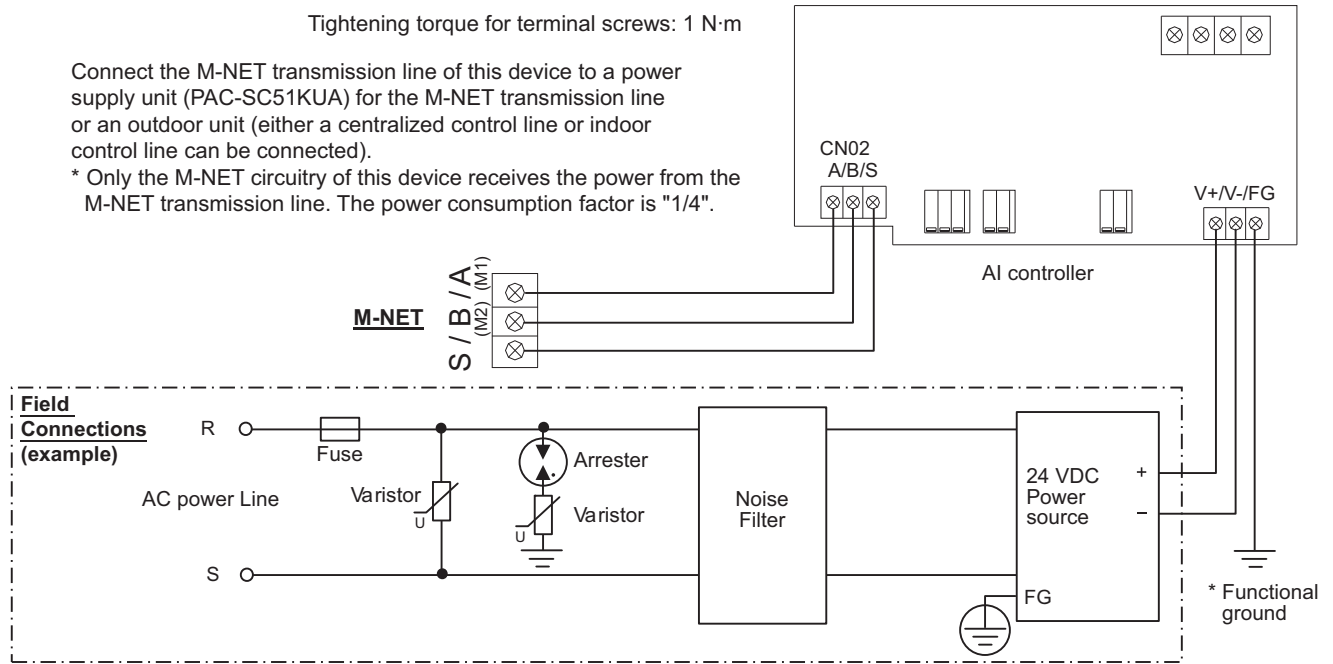 Tightening torque for terminal screws: 1 N·m
Connect the M-NET transmission line of this device to a power
supply unit (PAC-SC51KUA) for the M-NET transmission line
or an outdoor unit (either a centralized control line or indoor
control line can be connected).
* Only the M-NET circuitry of this device receives the power from the
M-NET transmission line. The power consumption factor is "1/4".
CN02
A/B/S
V+/V-/FG
AI controller
M-NET
S / B / A
(M2) (M1)
Field
Connections
(example)
R
Fuse
Arrester
AC power Line
Varistor
U
Varistor
U
Noise
Filter
24 VDC
Power
source
+
−
S
FG
* Functional
ground